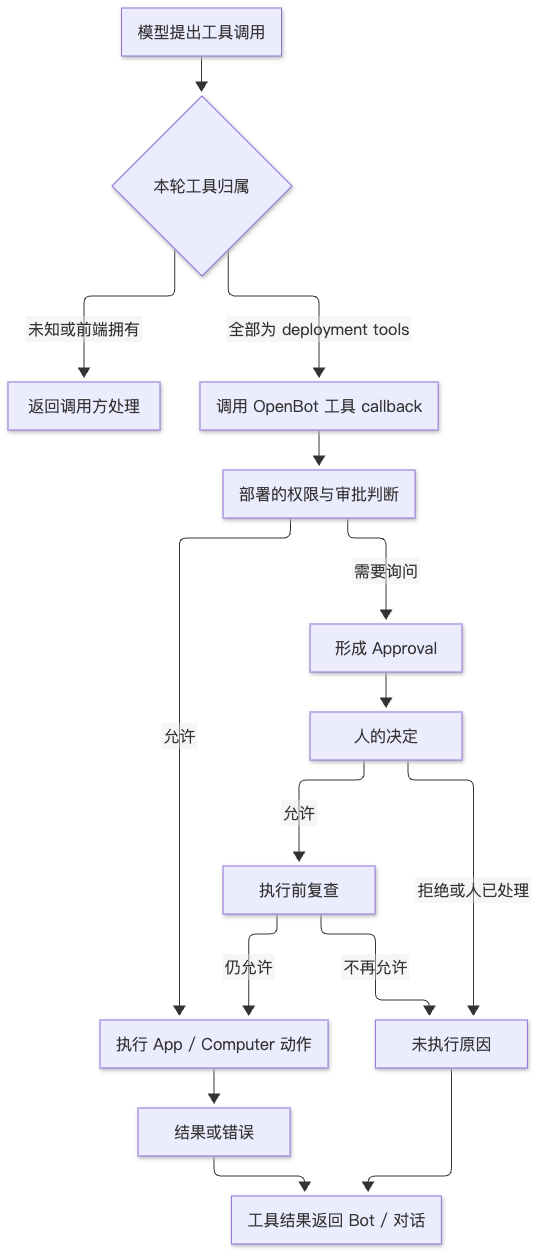 模型提出工具调用
本轮工具归属
未知或前端拥有
全部为 deployment tools
返回调用方处理
调用 OpenBot 工具 callback
部署的权限与审批判断
需要询问
形成 Approval
允许
人的决定
允许
执行前复查
拒绝或人已处理
仍允许
不再允许
执行 App / Computer 动作
未执行原因
结果或错误
工具结果返回 Bot / 对话